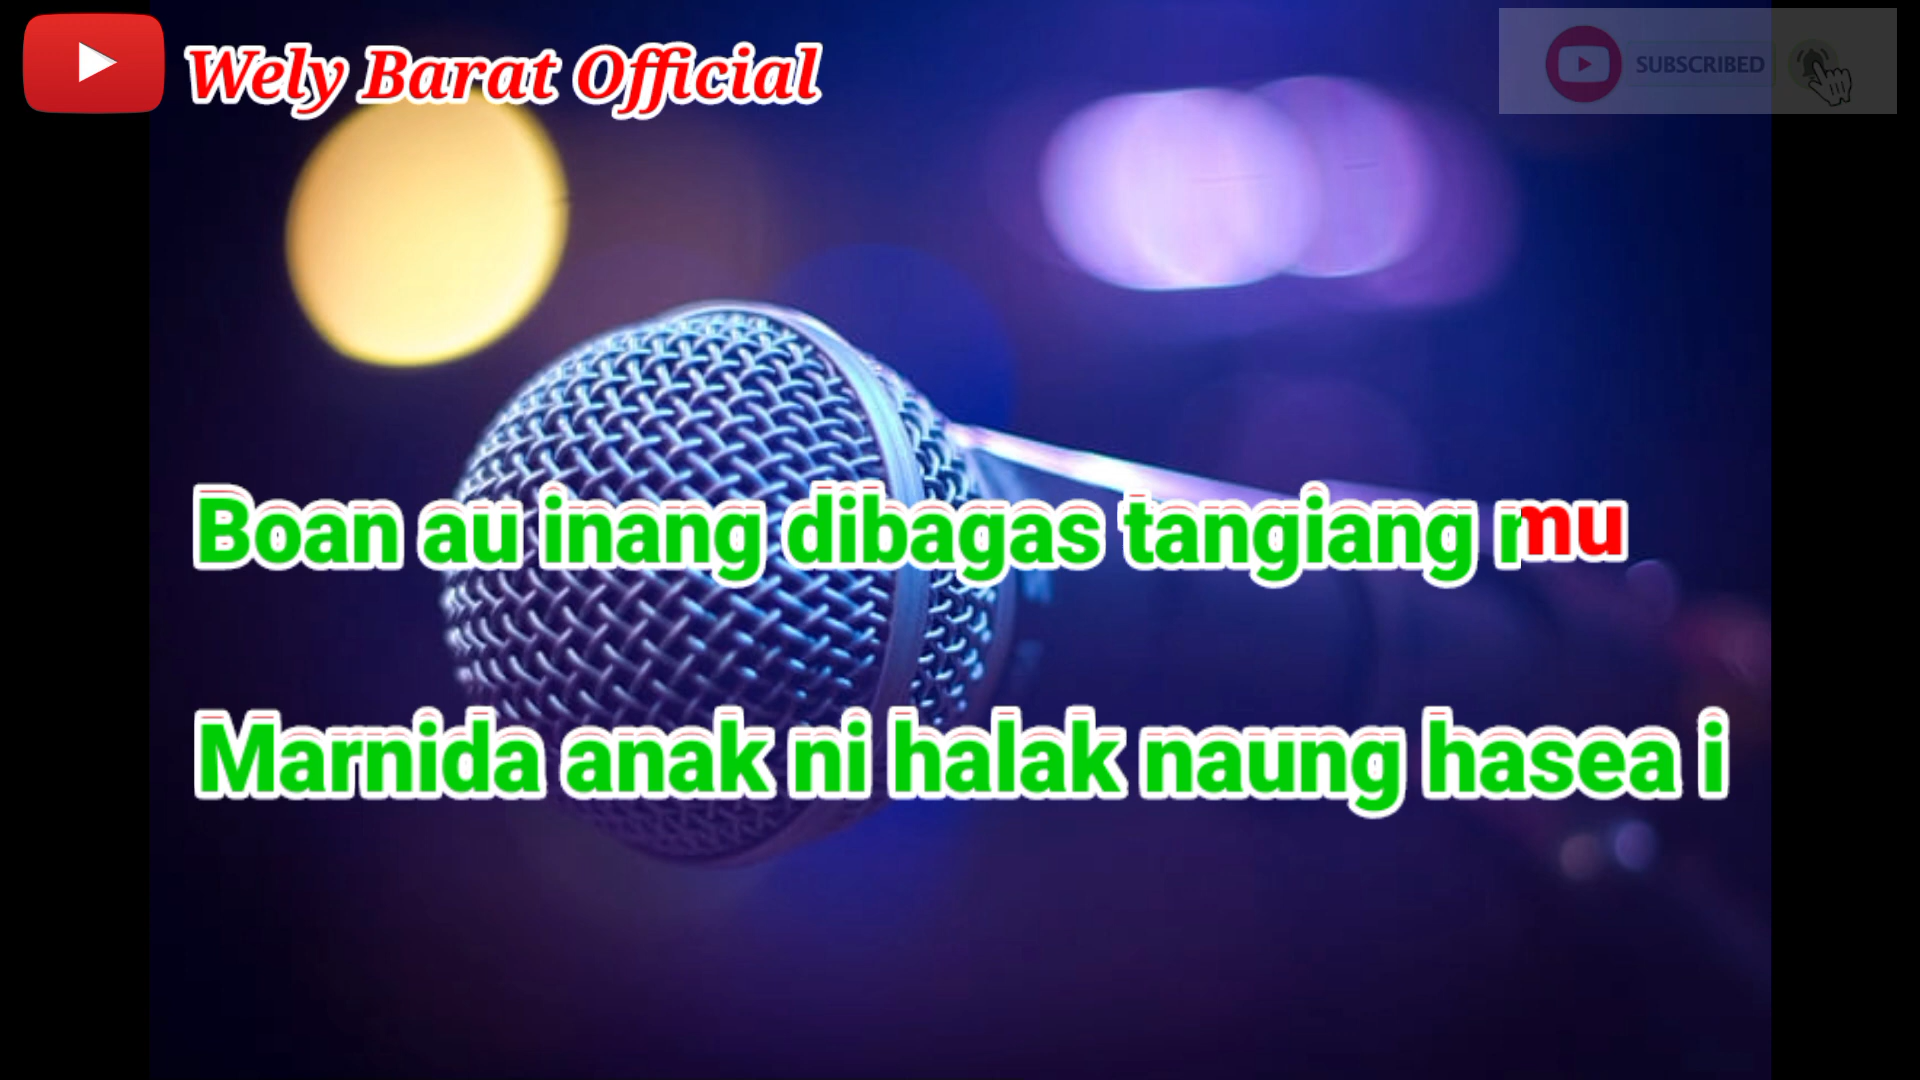 Wely Barat Official
SUBSCRIBED
Boan au inang dibagas tangiang mu
Marnida anak ni halak naung hasea i